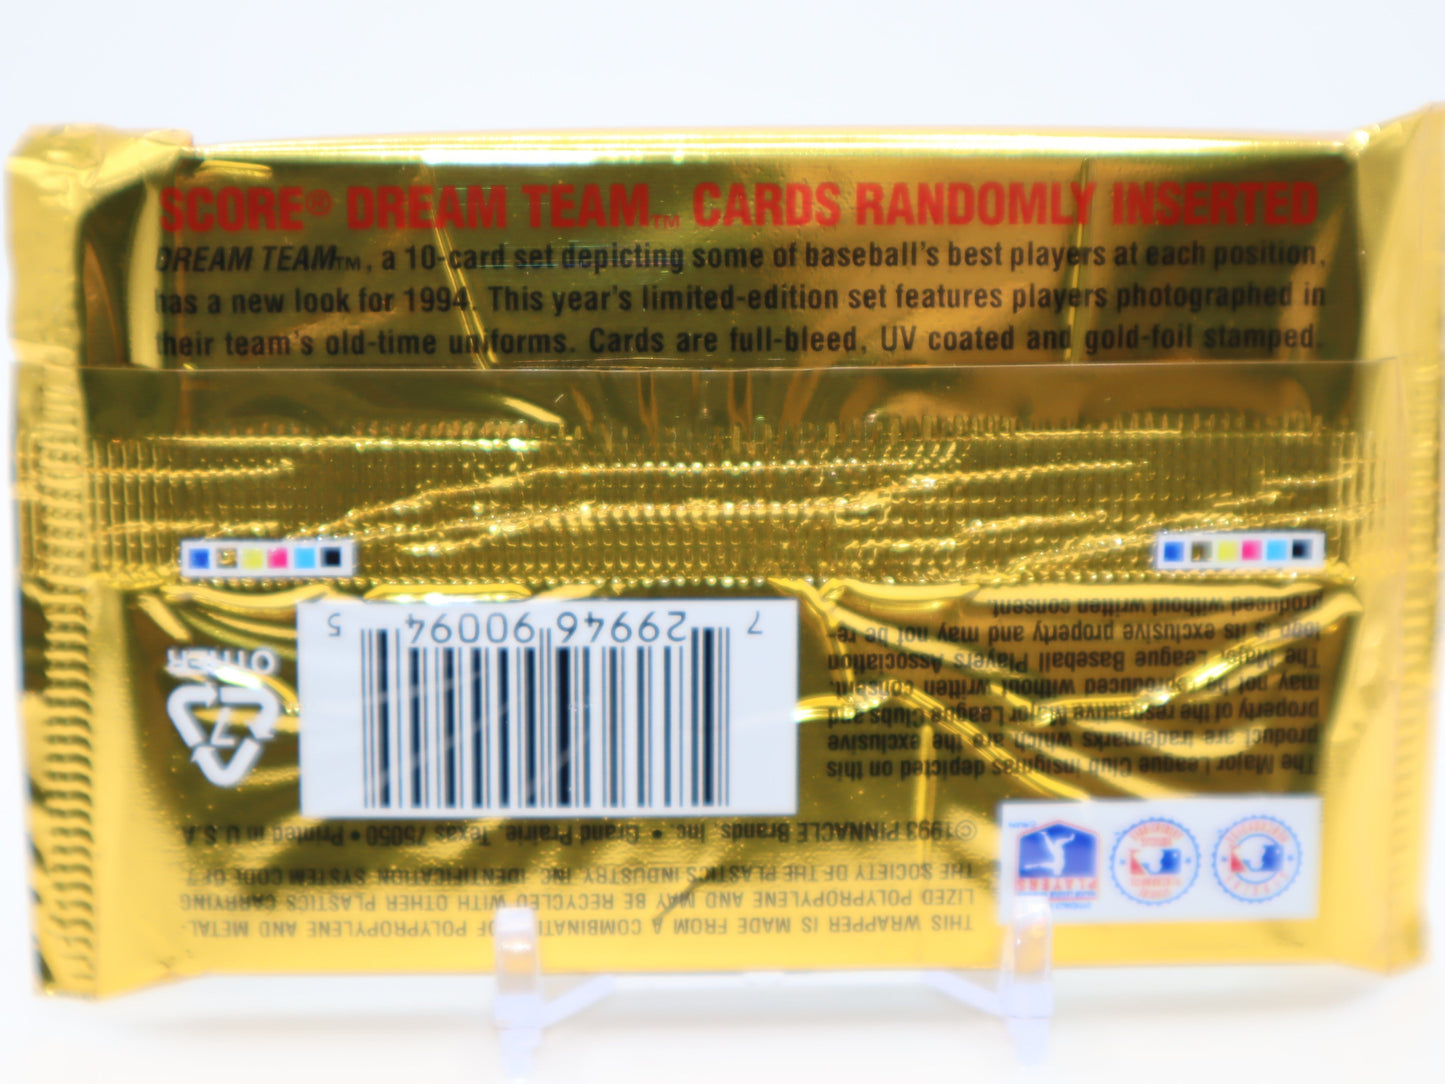 SCORE® DREAM TEAM™ CARDS RANDOMLY INSERTED
DREAM TEAM™, a 10-card set depicting some of baseball's best players at each position,
has a new look for 1994. This year's limited-edition set features players photographed in
their team's old-time uniforms. Cards are full-bleed, UV coated and gold-foil stamped.
The Major League Club insignias depicted on this
product are trademarks which are the exclusive
property of the respective Major League Clubs and
may not be reproduced without written consent.
The Major League Baseball Players Association
logo is its exclusive property and may not be re-
produced without written consent.
7 29946 90094 5
7
OTHER
PLAYERS
©1993 PINNACLE Brands, Inc. • Grand Prairie, Texas 75050 • Printed in U.S.A.
THIS WRAPPER IS MADE FROM A COMBINATION OF POLYPROPYLENE AND METAL-
LIZED POLYPROPYLENE AND MAY BE RECYCLED WITH OTHER PLASTICS CARRYING
THE SOCIETY OF THE PLASTICS INDUSTRY, INC. IDENTIFICATION SYSTEM CODE OF 7.